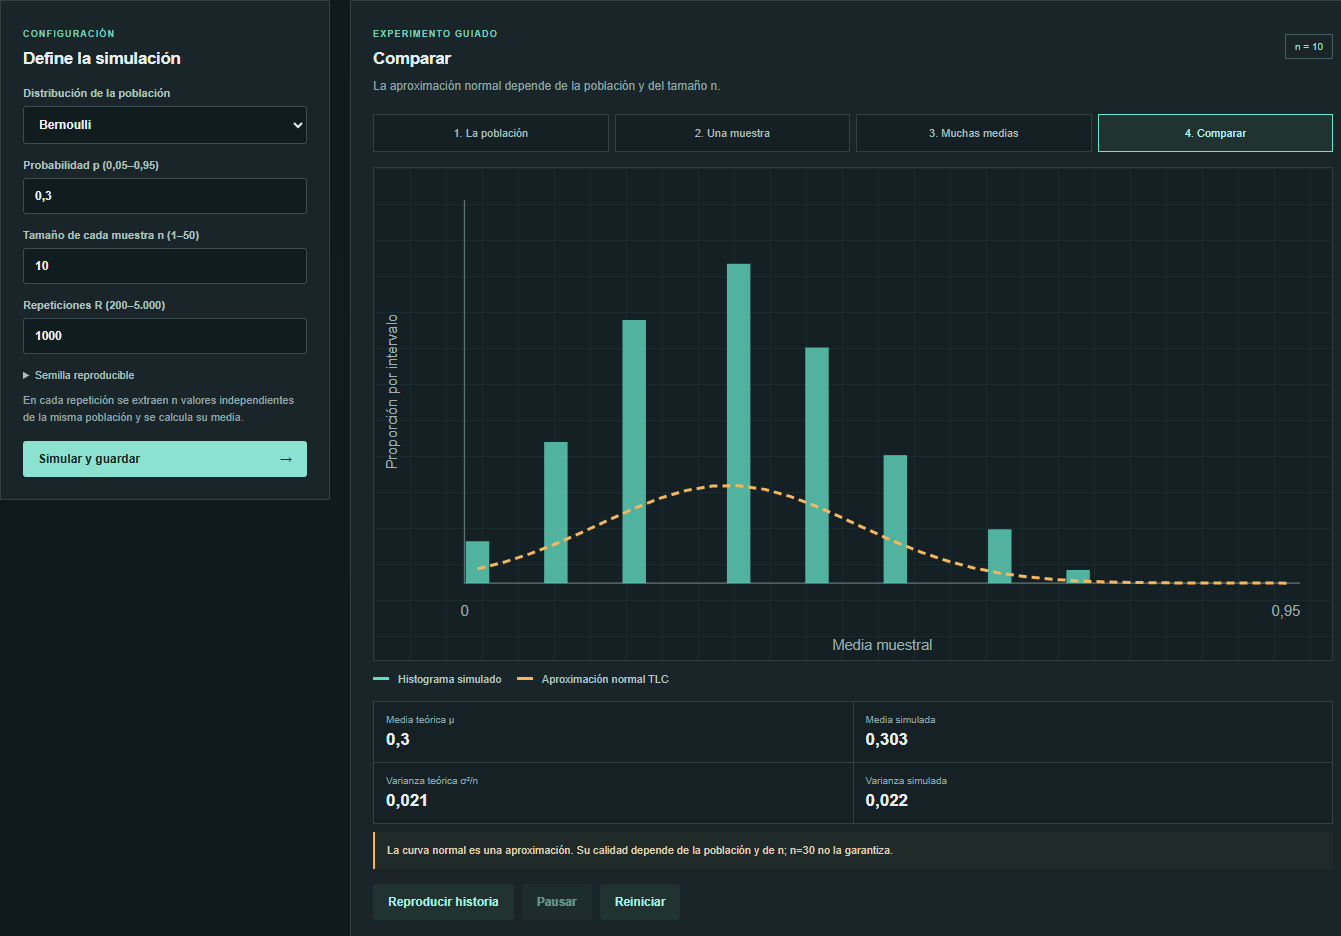 CONFIGURACIÓN
Define la simulación
Distribución de la población
Bernoulli
Probabilidad p (0,05–0,95)
0,3
Tamaño de cada muestra n (1–50)
10
Repeticiones R (200–5.000)
1000
Semilla reproducible
En cada repetición se extraen n valores independientes
de la misma población y se calcula su media.
Simular y guardar →
EXPERIMENTO GUIADO
Comparar
n = 10
La aproximación normal depende de la población y del tamaño n.
1. La población
2. Una muestra
3. Muchas medias
4. Comparar
Proporción por intervalo
0
0,95
Media muestral
Histograma simulado
Aproximación normal TLC
Media teórica μ
0,3
Media simulada
0,303
Varianza teórica σ²/n
0,021
Varianza simulada
0,022
La curva normal es una aproximación. Su calidad depende de la población y de n; n=30 no la garantiza.
Reproducir historia
Pausar
Reiniciar